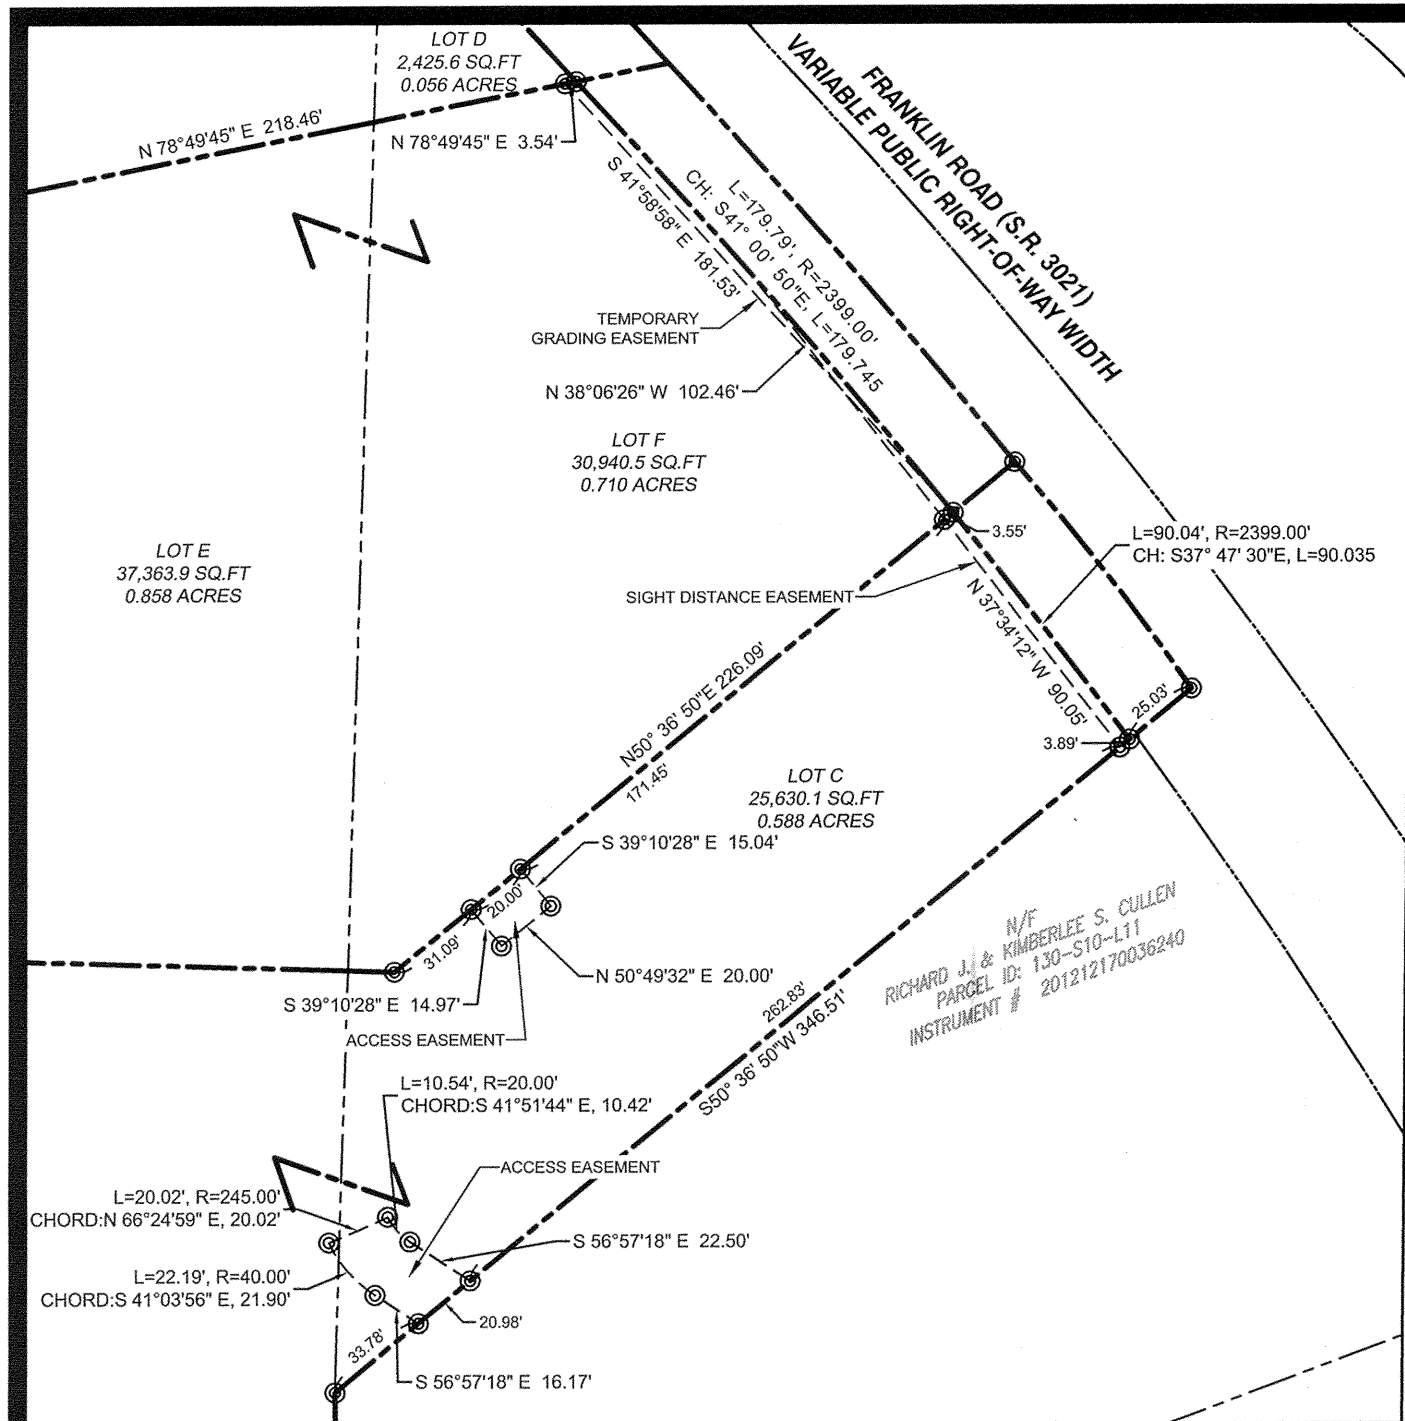 LOT D
2,425.6 SQ.FT
0.056 ACRES
N 78°49'45" E 218.46'
N 78°49'45" E 3.54'
FRANKLIN ROAD (S.R. 3021)
VARIABLE PUBLIC RIGHT-OF-WAY WIDTH
L=179.79', R=2399.00'
CH: S41° 00' 50"E, L=179.745
S 41°58'58" E 181.53'
TEMPORARY
GRADING EASEMENT
N 38°06'26" W 102.46'
LOT F
30,940.5 SQ.FT
0.710 ACRES
3.55'
L=90.04', R=2399.00'
CH: S37° 47' 30"E, L=90.035
LOT E
37,363.9 SQ.FT
0.858 ACRES
SIGHT DISTANCE EASEMENT
N 37°34'12" W 90.05'
25.03'
3.89'
N50° 36' 50"E 226.09'
171.45'
LOT C
25,630.1 SQ.FT
0.588 ACRES
S 39°10'28" E 15.04'
20.00'
31.09'
N 50°49'32" E 20.00'
S 39°10'28" E 14.97'
ACCESS EASEMENT
N/F
RICHARD J. & KIMBERLEE S. CULLEN
PARCEL ID: 130-S10-L11
INSTRUMENT # 201212170036240
262.83'
S50° 36' 50"W 346.51'
L=10.54', R=20.00'
CHORD:S 41°51'44" E, 10.42'
ACCESS EASEMENT
L=20.02', R=245.00'
CHORD:N 66°24'59" E, 20.02'
S 56°57'18" E 22.50'
L=22.19', R=40.00'
CHORD:S 41°03'56" E, 21.90'
20.98'
33.78'
S 56°57'18" E 16.17'